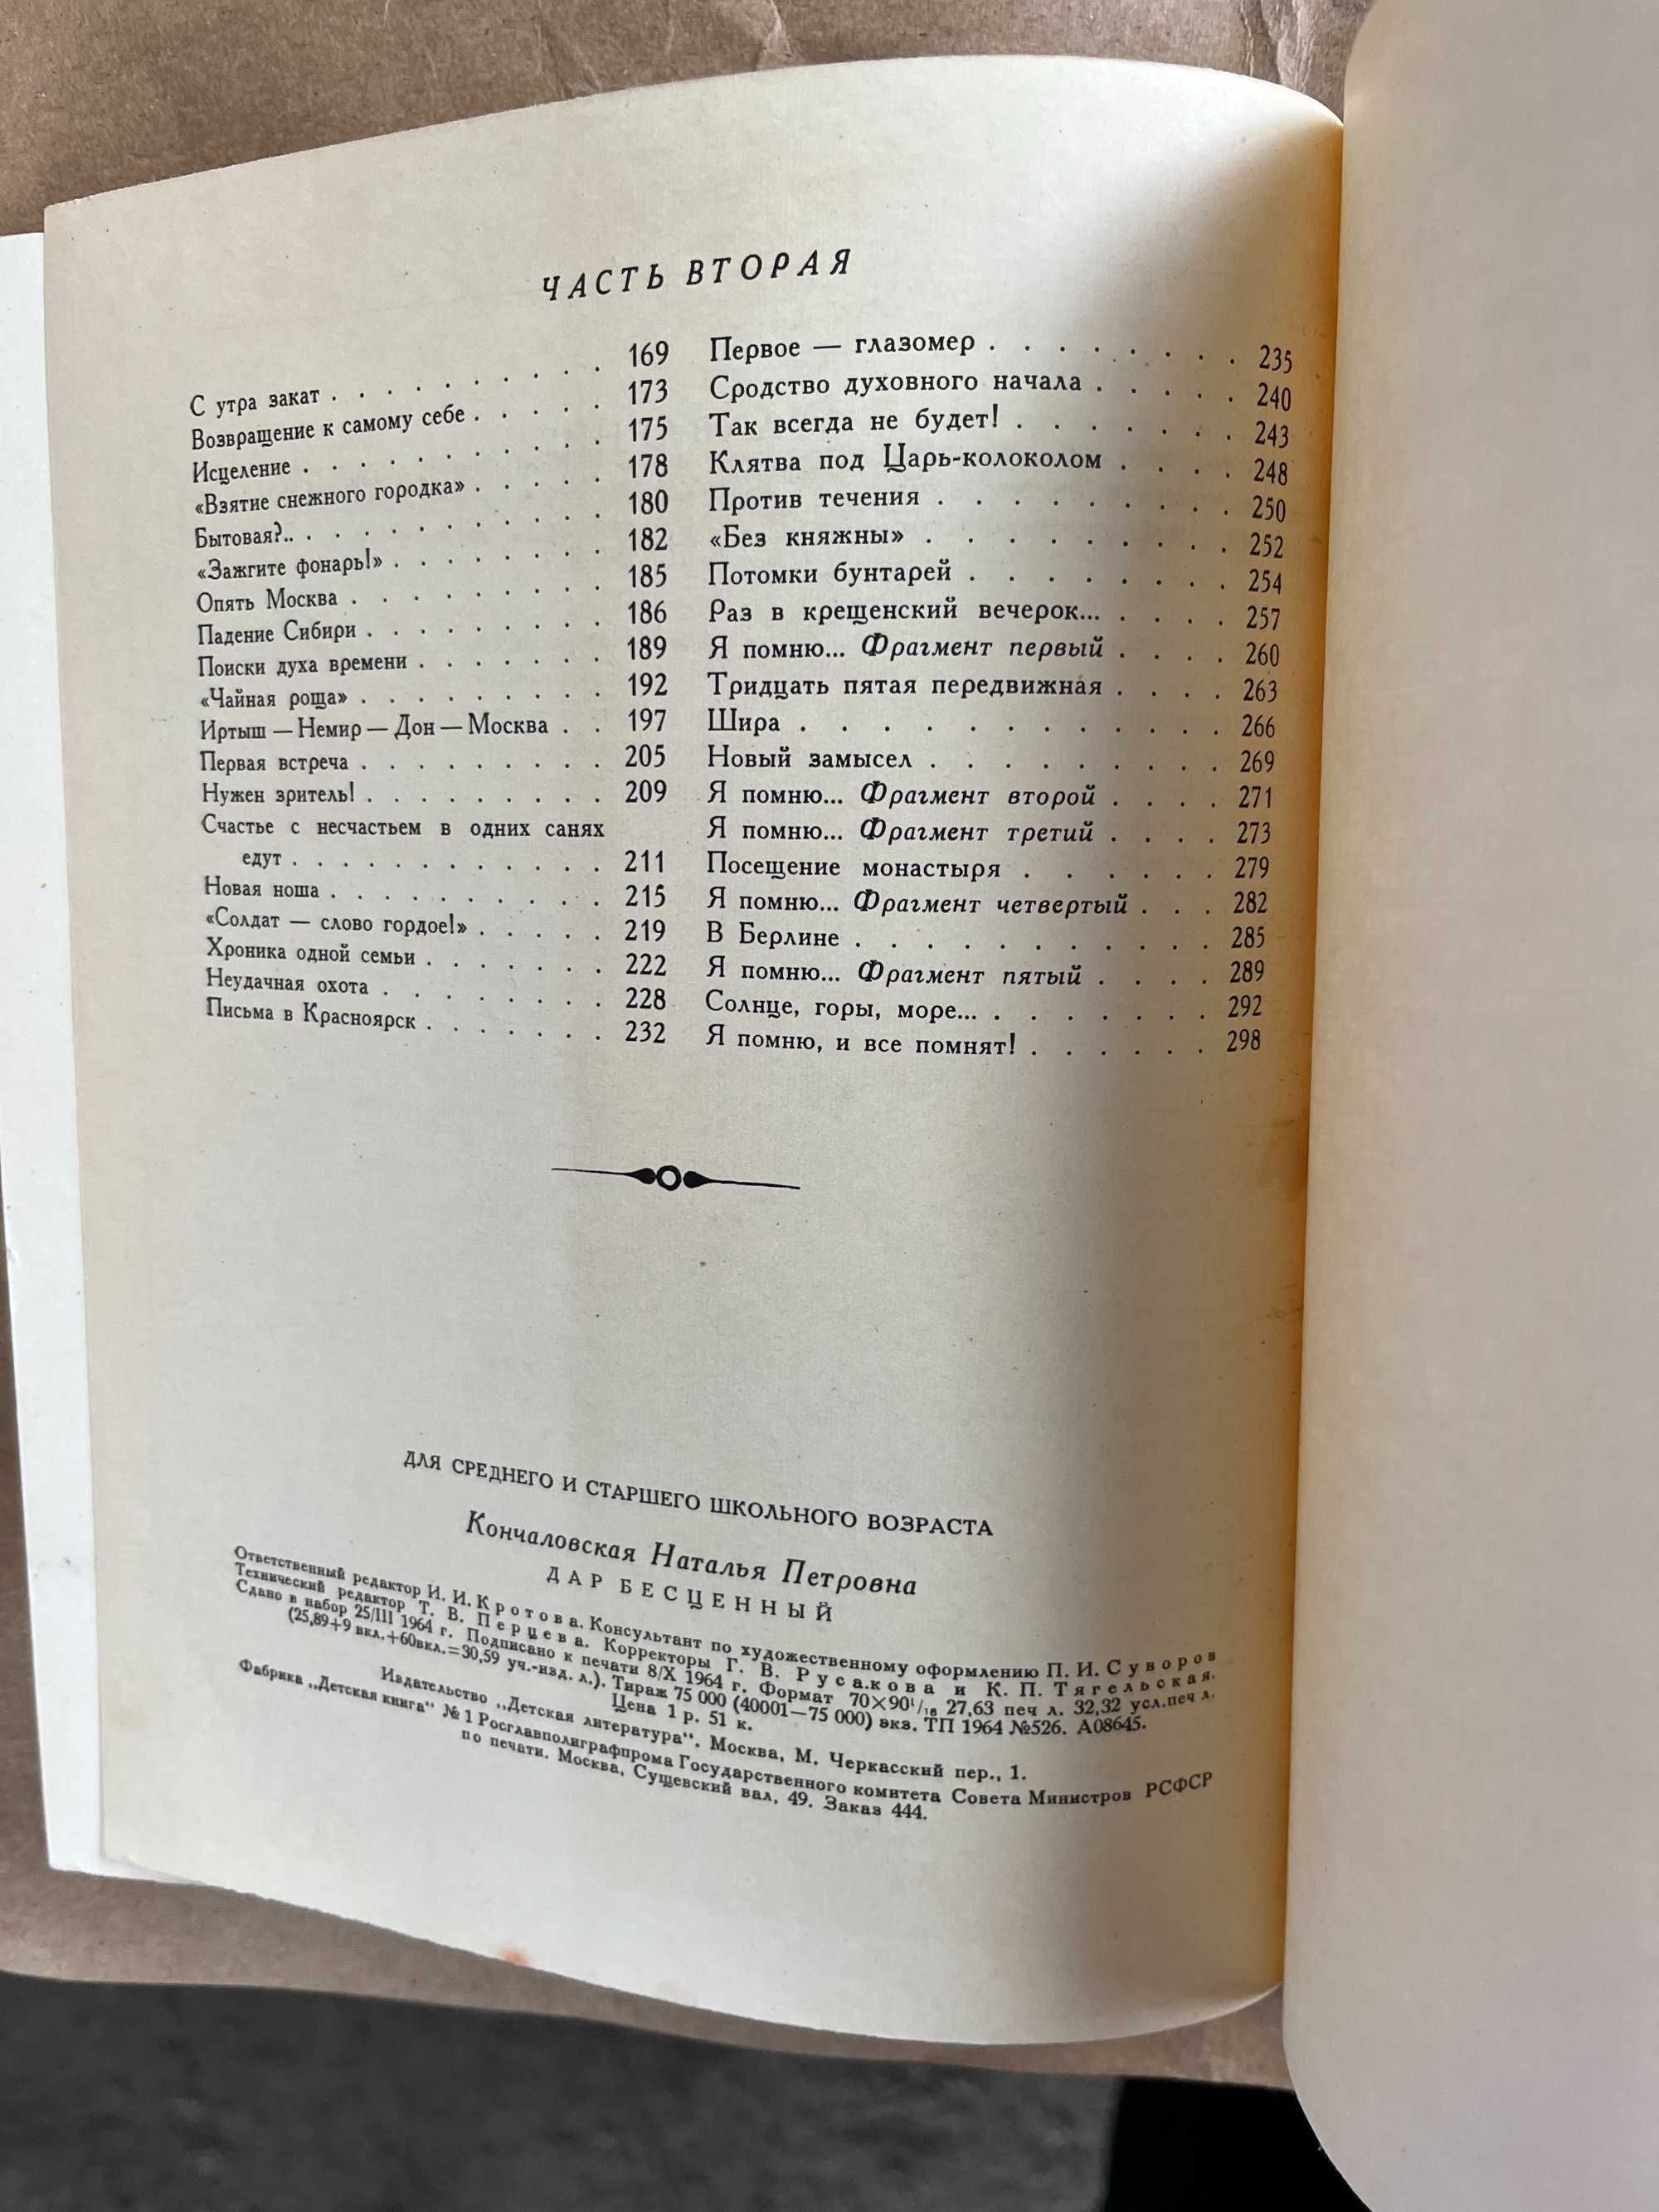 ЧАСТЬ ВТОРАЯ
С утра закат . . . . . . . . . . 169
Возвращение к самому себе . . . . . 173
Исцеление . . . . . . . . . . . 175
«Взятие снежного городка» . . . . . 178
Бытовая?.. . . . . . . . . . . 180
«Зажгите фонарь!» . . . . . . . . 182
Опять Москва . . . . . . . . . 185
Падение Сибири . . . . . . . . . 186
Поиски духа времени . . . . . . . 189
«Чайная роща» . . . . . . . . . 192
Иртыш — Немир — Дон — Москва . . 197
Первая встреча . . . . . . . . . 205
Нужен зритель! . . . . . . . . . 209
Счастье с несчастьем в одних санях
едут . . . . . . . . . . . . 211
Новая ноша . . . . . . . . . . 215
«Солдат — слово гордое!» . . . . . 219
Хроника одной семьи . . . . . . . 222
Неудачная охота . . . . . . . . 228
Письма в Красноярск . . . . . . . 232
Первое — глазомер . . . . . . . . 235
Сродство духовного начала . . . . . 240
Так всегда не будет! . . . . . . . 243
Клятва под Царь-колоколом . . . . 248
Против течения . . . . . . . . . 250
«Без княжны» . . . . . . . . . 252
Потомки бунтарей . . . . . . . . 254
Раз в крещенский вечерок... . . . . 257
Я помню... Фрагмент первый . . . . 260
Тридцать пятая передвижная . . . . 263
Шира . . . . . . . . . . . . 266
Новый замысел . . . . . . . . . 269
Я помню... Фрагмент второй . . . . 271
Я помню... Фрагмент третий . . . . 273
Посещение монастыря . . . . . . 279
Я помню... Фрагмент четвертый . . . 282
В Берлине . . . . . . . . . . . 285
Я помню... Фрагмент пятый . . . . 289
Солнце, горы, море... . . . . . . . 292
Я помню, и все помнят! . . . . . . 298
ДЛЯ СРЕДНЕГО И СТАРШЕГО ШКОЛЬНОГО ВОЗРАСТА
Кончаловская Наталья Петровна
ДАР БЕСЦЕННЫЙ
Ответственный редактор И. И. Кротова. Консультант по художественному оформлению П. И. Суворов
Технический редактор Т. В. Перцева. Корректоры Г. В. Русакова и К. П. Тягельская.
Сдано в набор 25/III 1964 г. Подписано к печати 8/X 1964 г. Формат 70×90¹/₁₆ 27,63 печ л. 32,32 усл.печ л.
(25,89+9 вкл.+60вкл.=30,59 уч.-изд. л.). Тираж 75 000 (40001—75 000) экз. ТП 1964 №526. А08645.
Цена 1 р. 51 к.
Издательство „Детская литература“. Москва, М. Черкасский пер., 1.
Фабрика „Детская книга“ № 1 Росглавполиграфпрома Государственного комитета Совета Министров РСФСР
по печати. Москва, Сущевский вал, 49. Заказ 444.